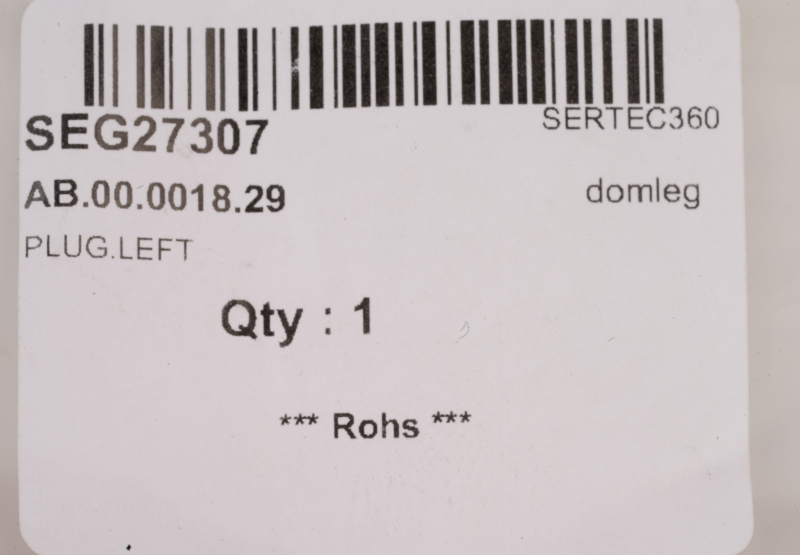 SERTEC360
SEG27307
AB.00.0018.29
domleg
PLUG.LEFT
Qty : 1
*** Rohs ***